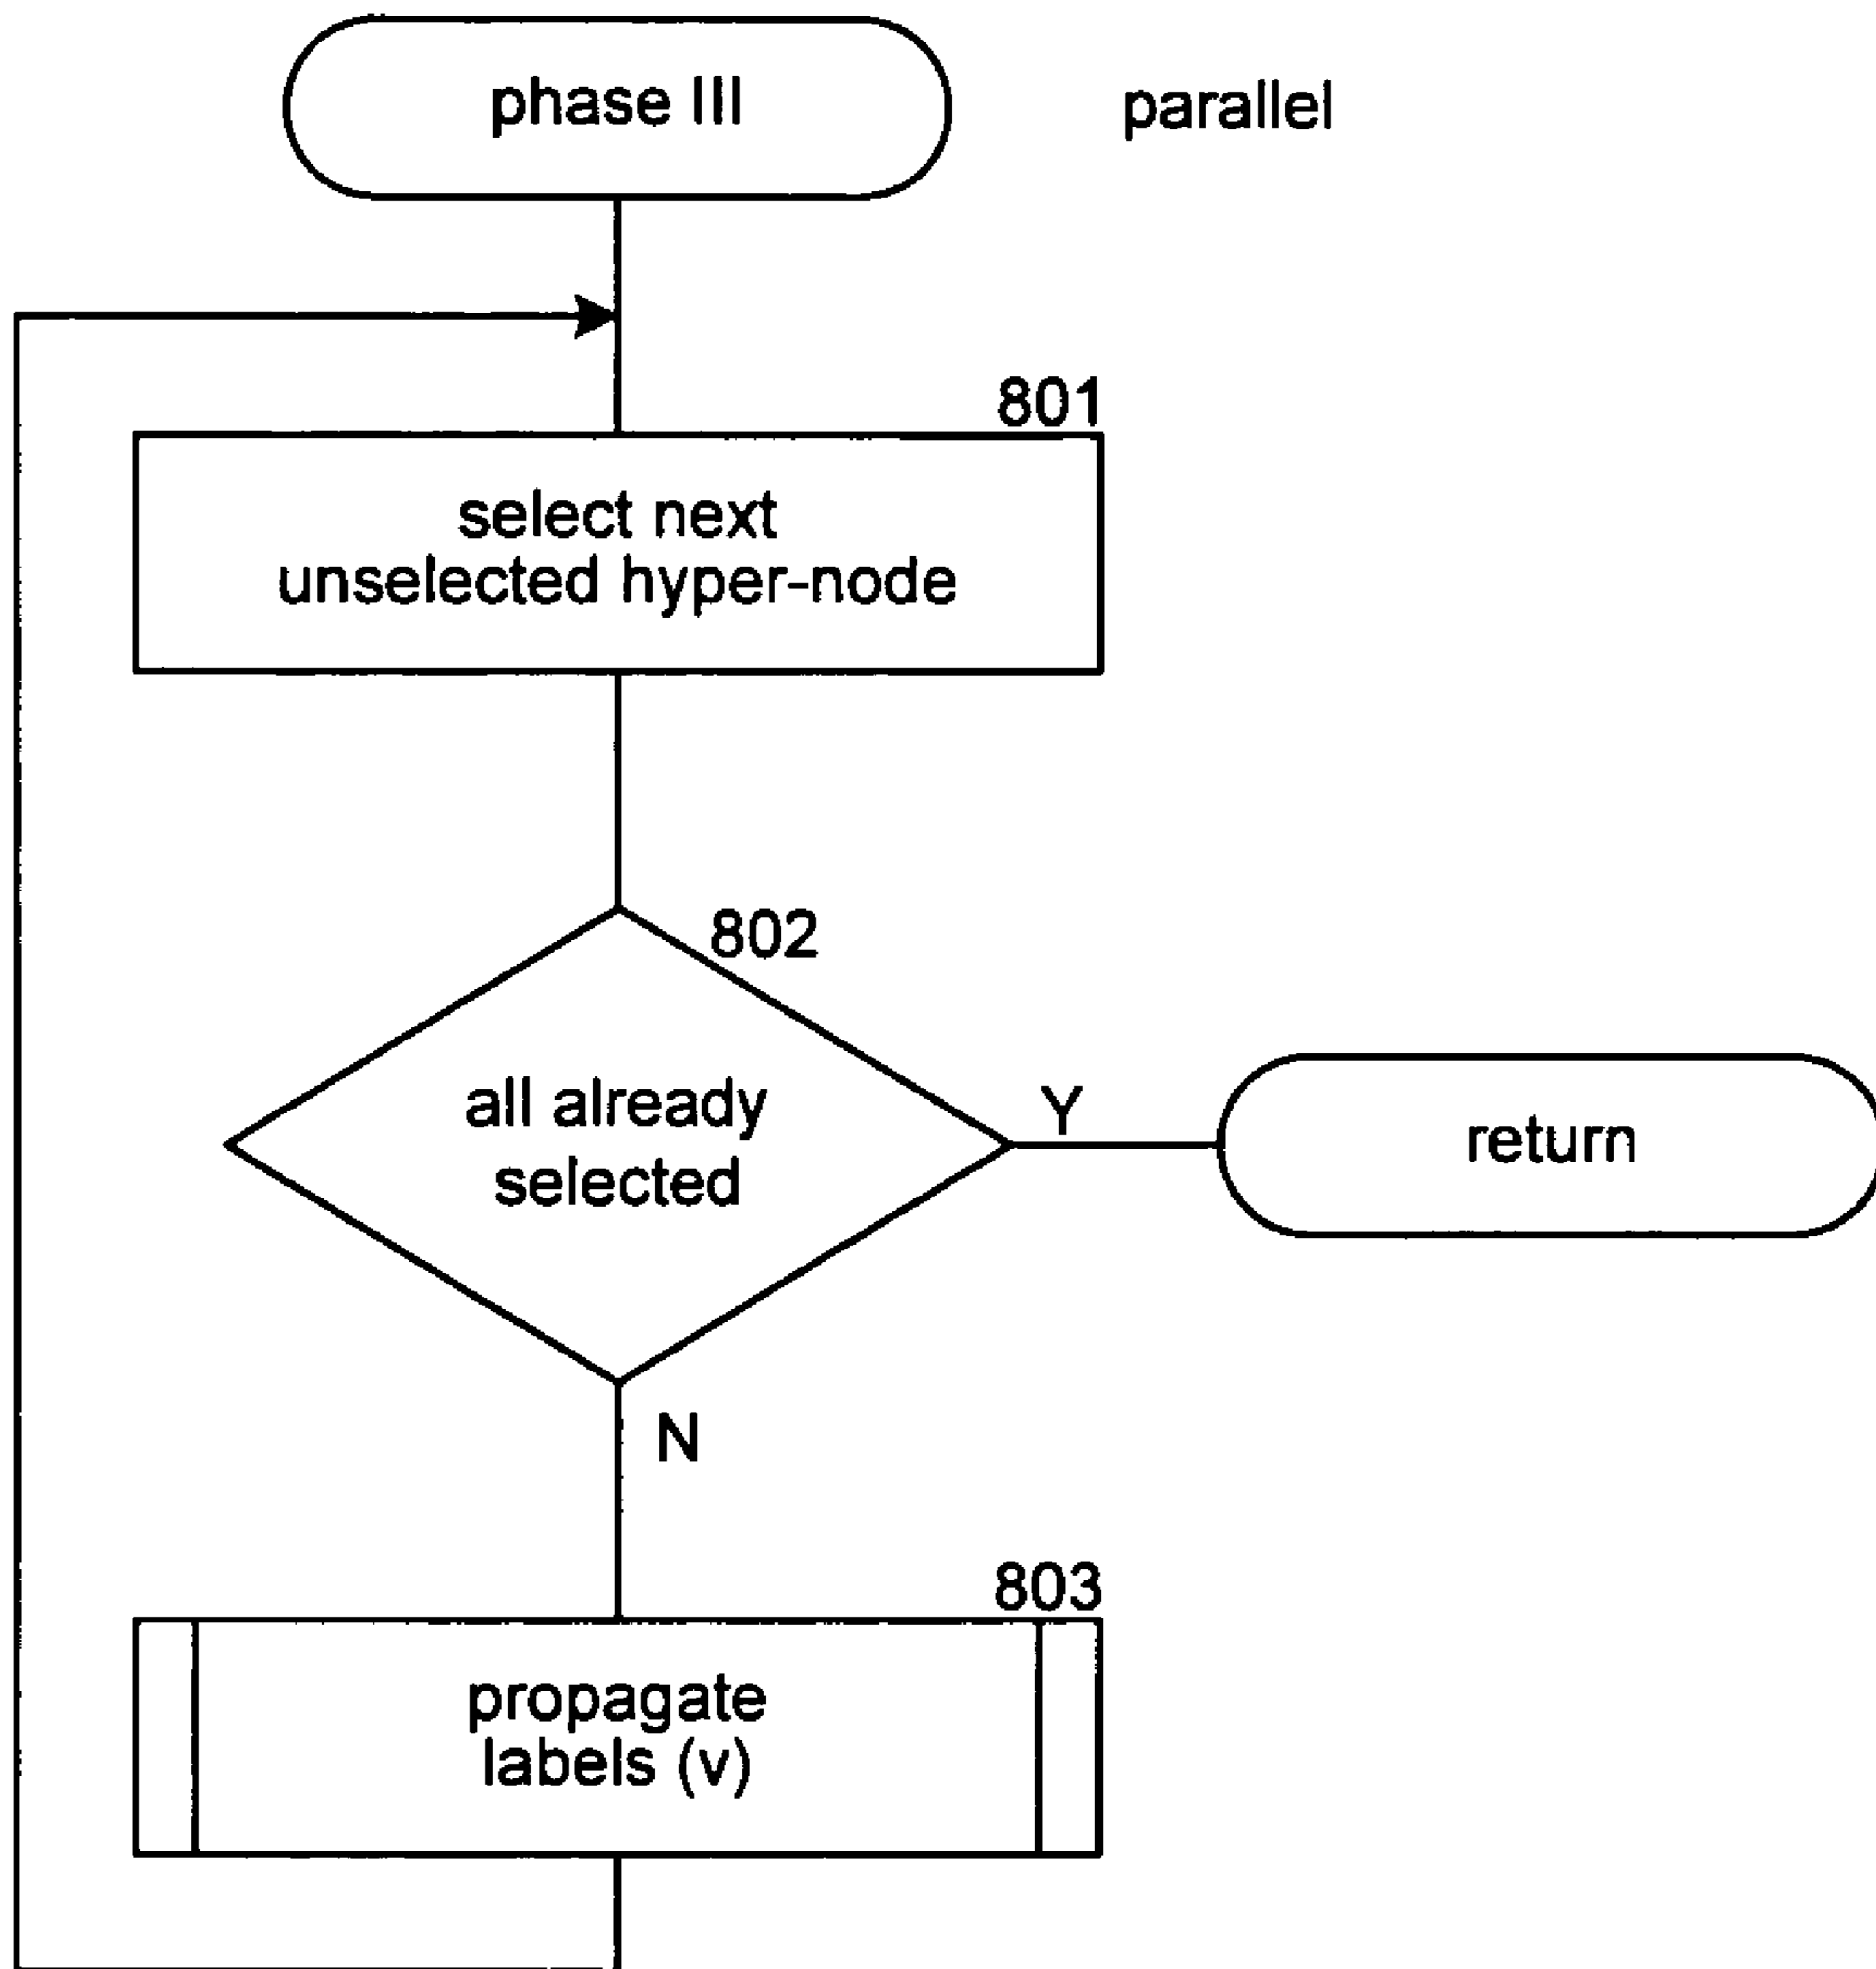 phase III
parallel
801
select next
unselected hyper-node
802
all already
selected
Y
return
N
803
propagate
labels (v)